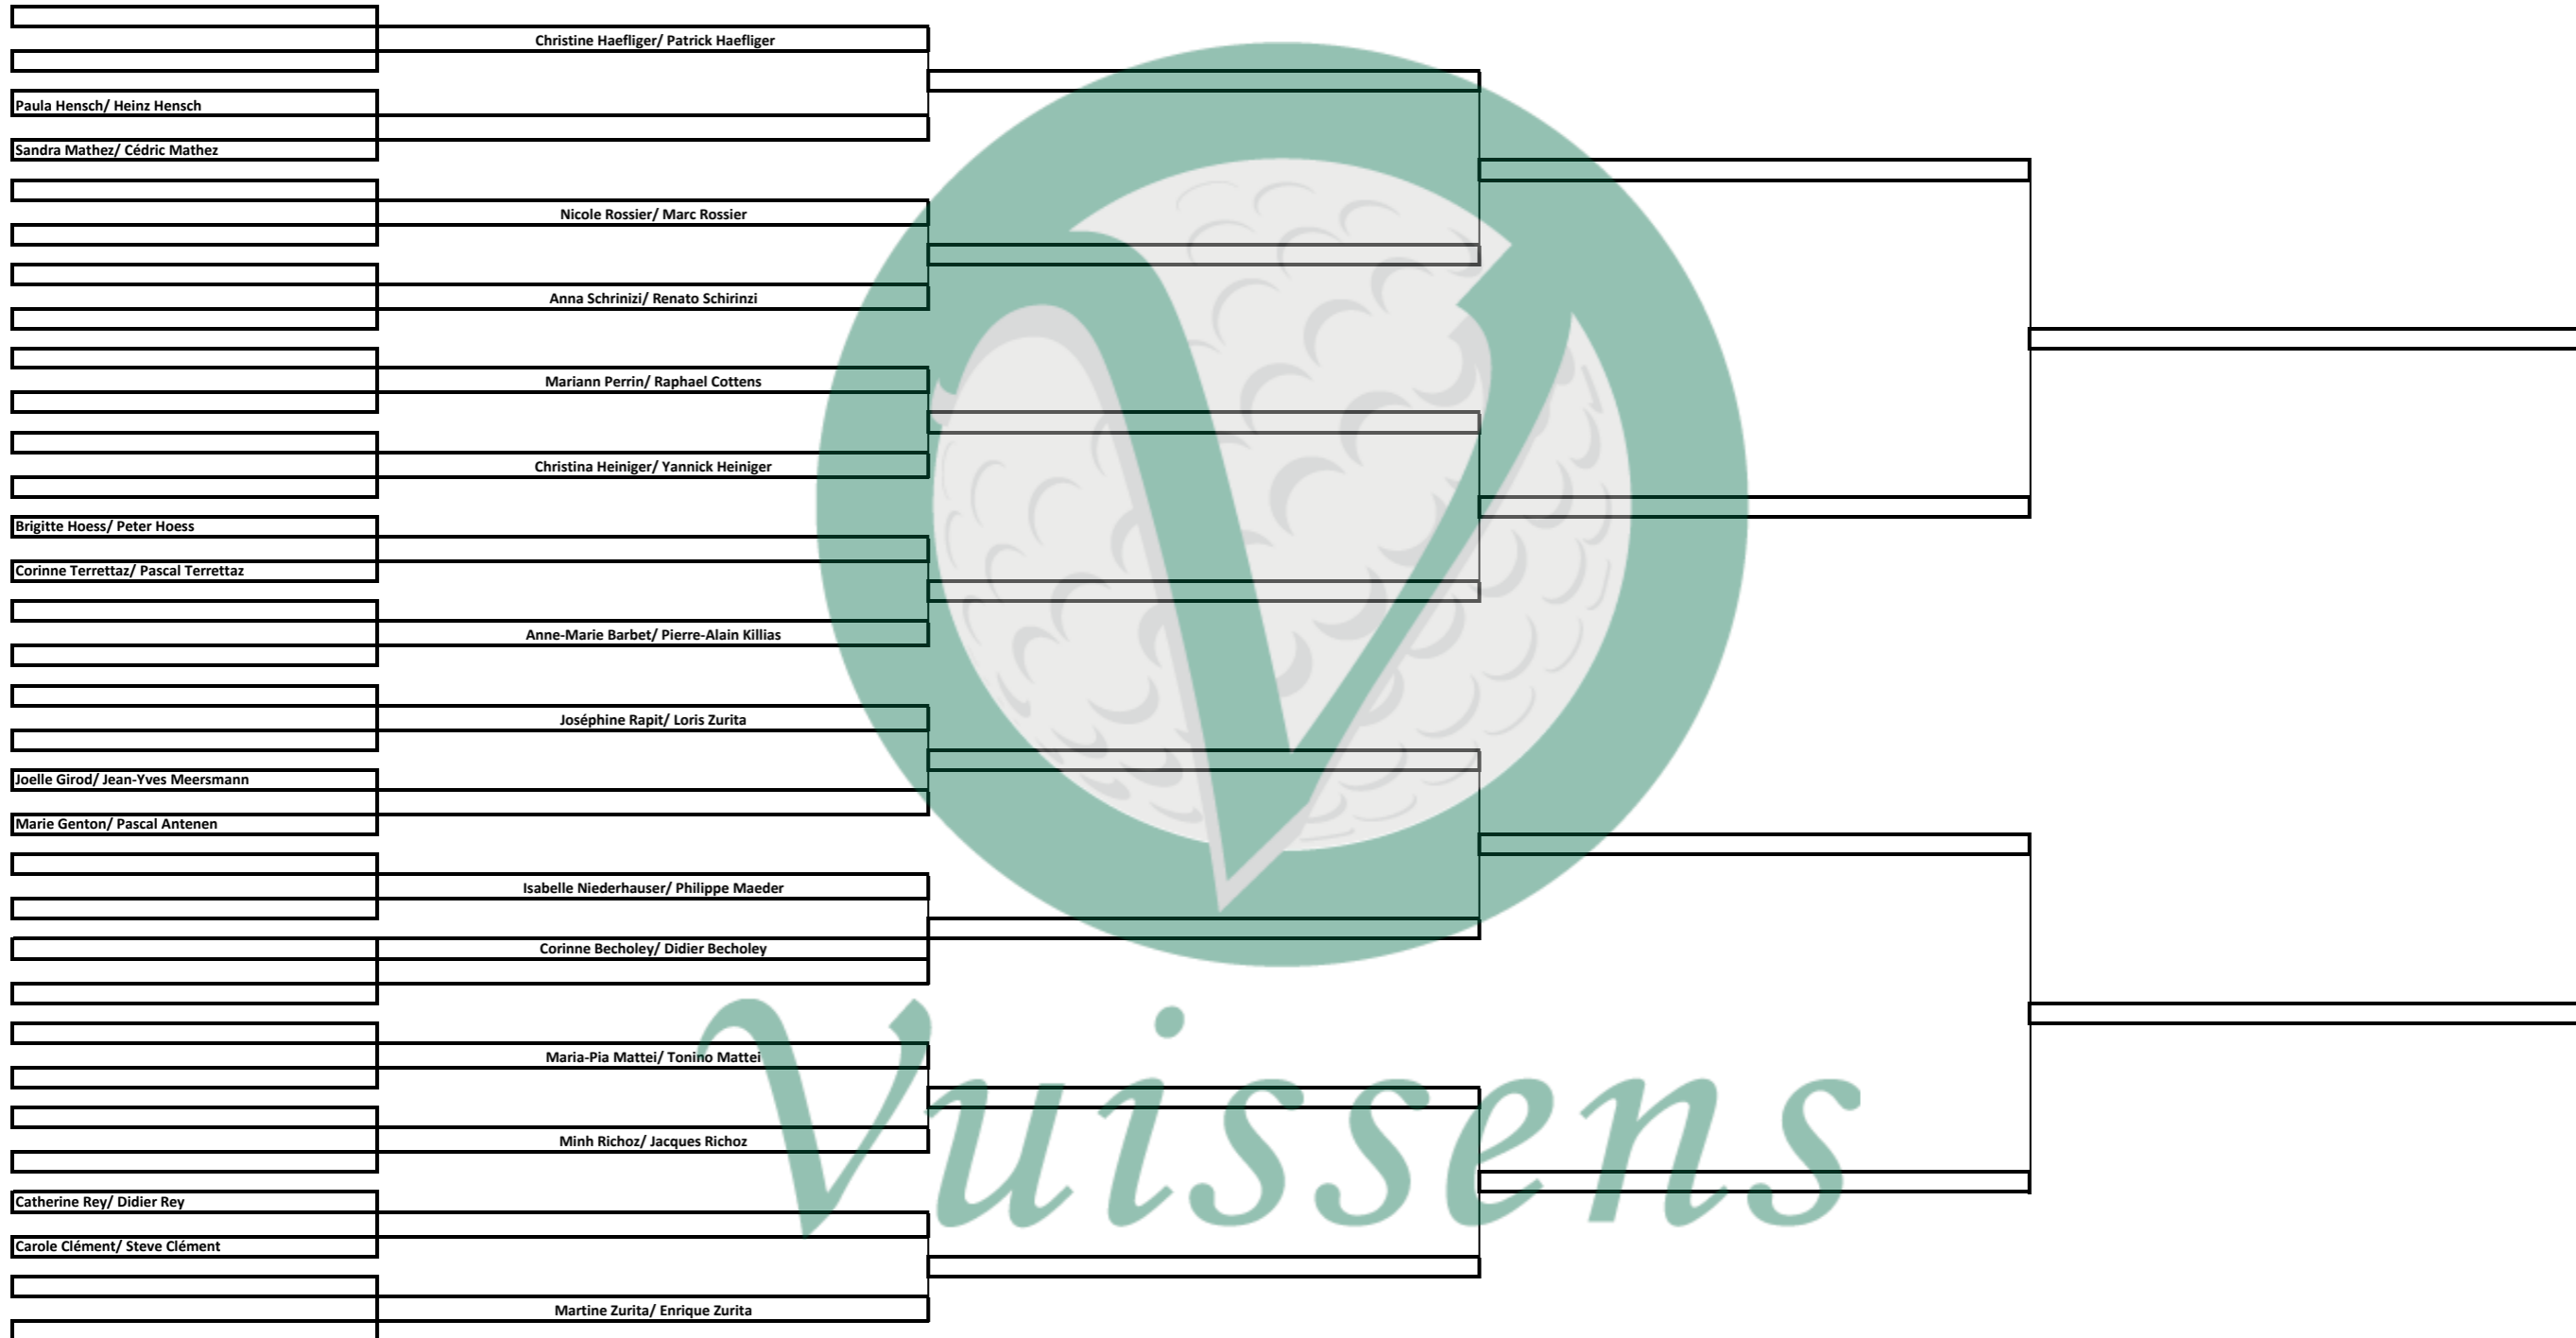 Christine Haefliger/ Patrick Haefliger
Paula Hensch/ Heinz Hensch
Sandra Mathez/ Cédric Mathez
Nicole Rossier/ Marc Rossier
Anna Schrinizi/ Renato Schirinzi
Mariann Perrin/ Raphael Cottens
Christina Heiniger/ Yannick Heiniger
Brigitte Hoess/ Peter Hoess
Corinne Terrettaz/ Pascal Terrettaz
Anne-Marie Barbet/ Pierre-Alain Killias
Joséphine Rapit/ Loris Zurita
Joelle Girod/ Jean-Yves Meersmann
Marie Genton/ Pascal Antenen
Isabelle Niederhauser/ Philippe Maeder
Corinne Becholey/ Didier Becholey
Maria-Pia Mattei/ Tonino Mattei
Vuissens
Minh Richoz/ Jacques Richoz
Catherine Rey/ Didier Rey
Carole Clément/ Steve Clément
Martine Zurita/ Enrique Zurita